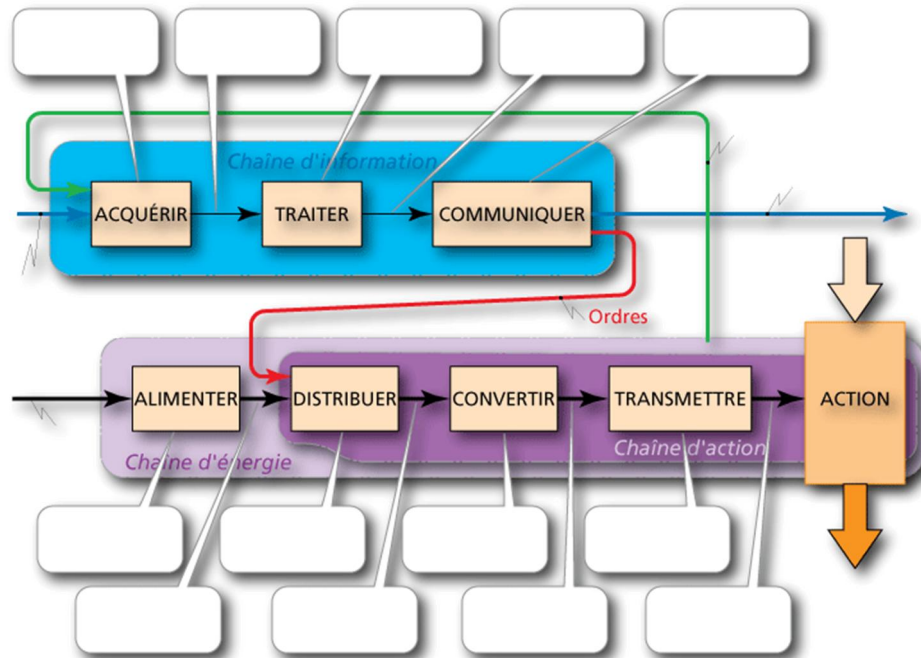 Chaîne d'information
ACQUÉRIR
TRAITER
COMMUNIQUER
Ordres
ALIMENTER
DISTRIBUER
CONVERTIR
TRANSMETTRE
ACTION
Chaîne d'action
Chaîne d'énergie